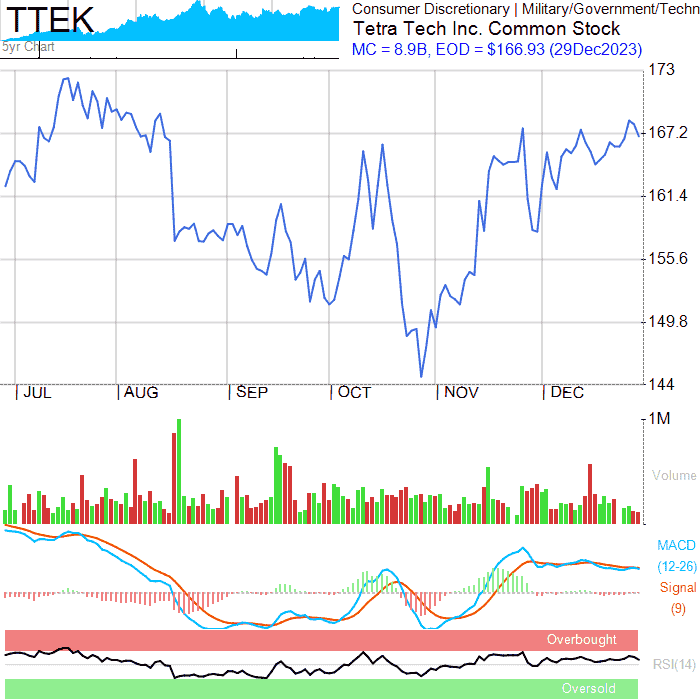 TTEK
5yr Chart
Consumer Discretionary | Military/Government/Techn
Tetra Tech Inc. Common Stock
MC = 8.9B, EOD = $166.93 (29Dec2023)
173
167.2
161.4
155.6
149.8
144
JUL AUG SEP OCT NOV DEC
1M
Volume
MACD
(12-26)
Signal
(9)
Overbought
RSI(14)
Oversold